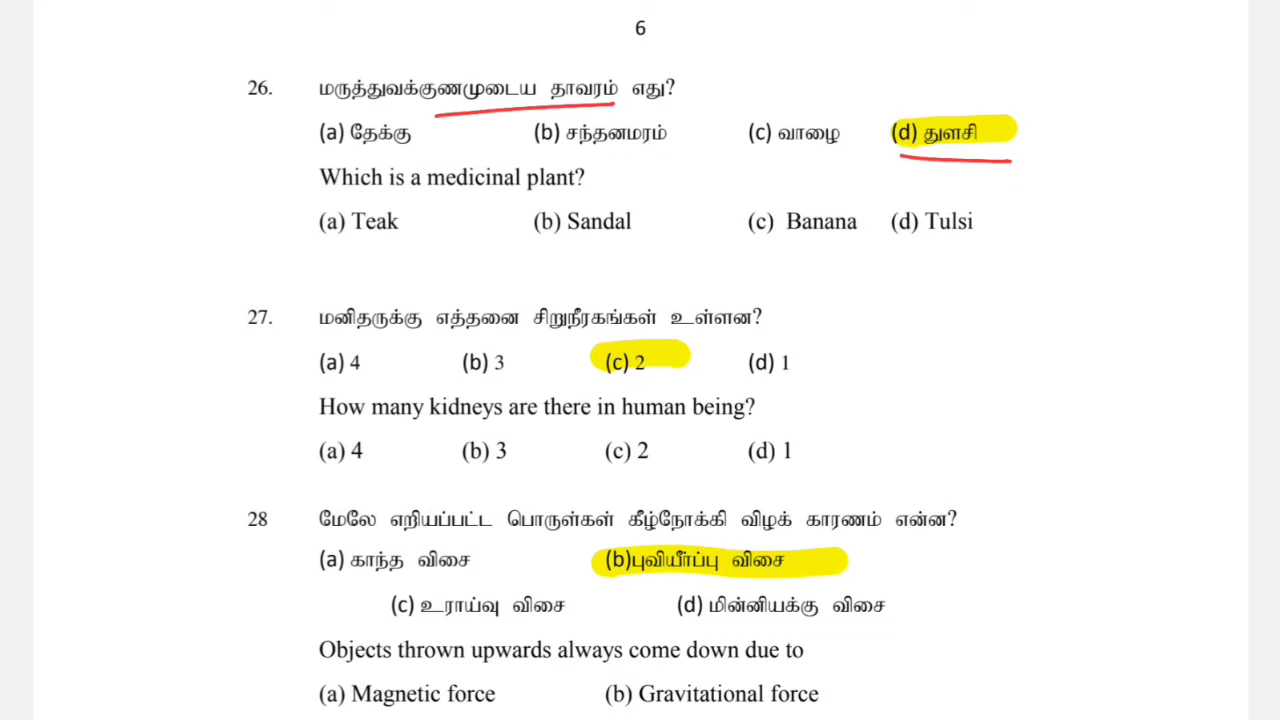 6
26. மருத்துவக்குணமுடைய தாவரம் எது?
(a) தேக்கு (b) சந்தனமரம் (c) வாழை (d) துளசி
Which is a medicinal plant?
(a) Teak (b) Sandal (c) Banana (d) Tulsi
27. மனிதருக்கு எத்தனை சிறுநீரகங்கள் உள்ளன?
(a) 4 (b) 3 (c) 2 (d) 1
How many kidneys are there in human being?
(a) 4 (b) 3 (c) 2 (d) 1
28 மேலே எறியப்பட்ட பொருள்கள் கீழ்நோக்கி விழக் காரணம் என்ன?
(a) காந்த விசை (b)புவியீர்ப்பு விசை
(c) உராய்வு விசை (d) மின்னியக்கு விசை
Objects thrown upwards always come down due to
(a) Magnetic force (b) Gravitational force